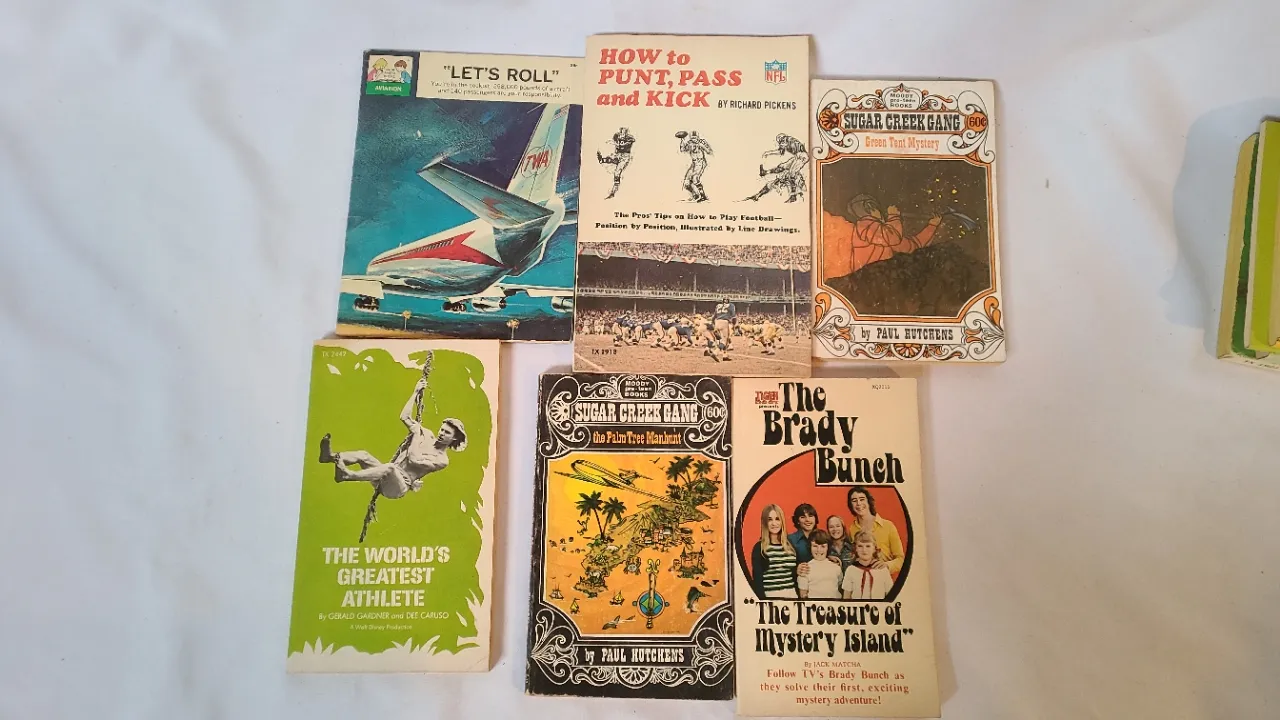 AVIATION
"LET'S ROLL"
TWA
HOW to
PUNT, PASS
and KICK
BY RICHARD PICKENS
NFL
The Pros' Tips on How to Play Football—
Position by Position, Illustrated by Line Drawings.
TX 2918
MOODY
pre-teen
BOOKS
SUGAR CREEK GANG
60¢
Green Tent Mystery
by PAUL HUTCHENS
TX 2447
THE WORLD'S
GREATEST
ATHLETE
By GERALD GARDNER and DEE CARUSO
A Walt Disney Production
MOODY
pre-teen
BOOKS
SUGAR CREEK GANG
60¢
the Palm Tree Manhunt
by PAUL HUTCHENS
TIGER
BEAT
presents
The
Brady
Bunch
"The Treasure of
Mystery Island"
By JACK MATCHA
Follow TV's Brady Bunch as
they solve their first, exciting
mystery adventure!